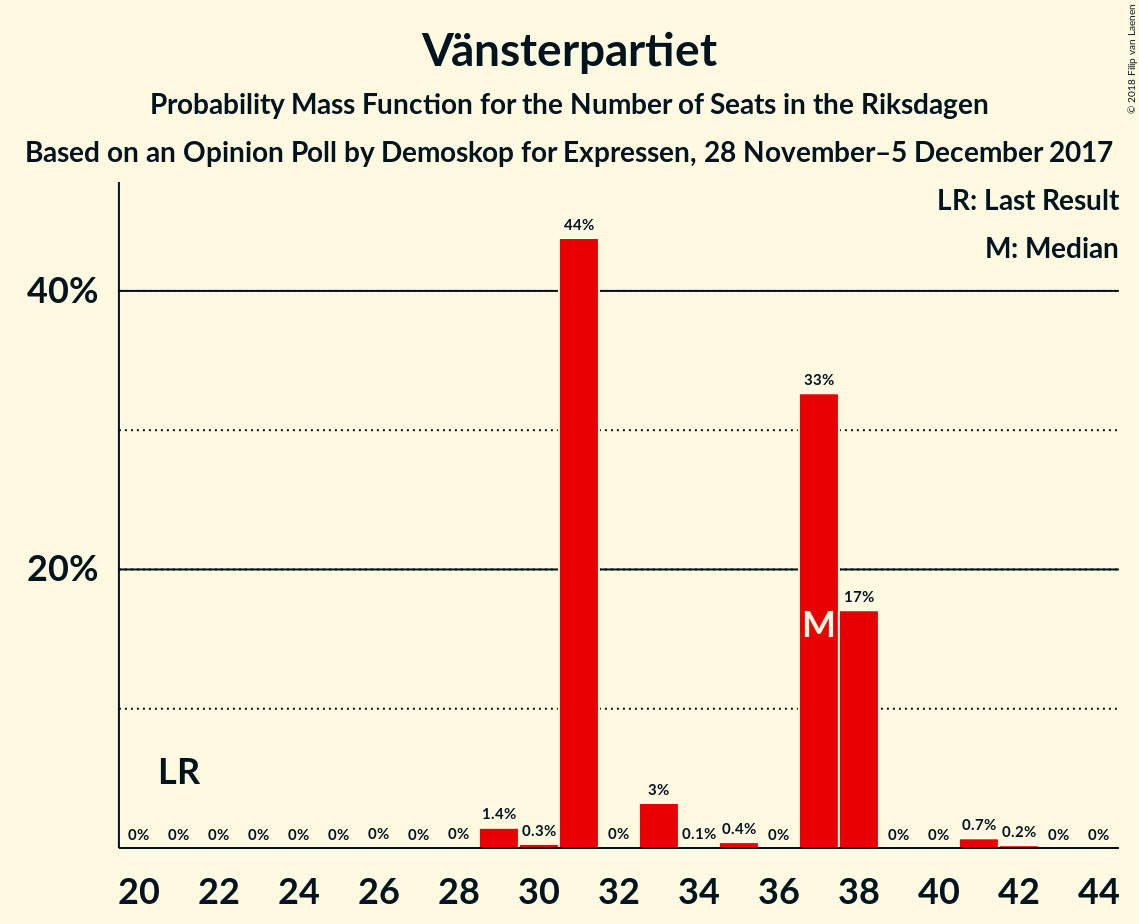 Vänsterpartiet
Probability Mass Function for the Number of Seats in the Riksdagen
Based on an Opinion Poll by Demoskop for Expressen, 28 November–5 December 2017
© 2018 Filip van Laenen
LR: Last Result
M: Median
44%
40%
33%
20%
17%
M
LR
0% 0% 0% 0% 0% 0% 0% 0% 0% 1.4% 0.3% 0% 3% 0.1% 0.4% 0% 0% 0% 0.7% 0.2% 0% 0%
20 22 24 26 28 30 32 34 36 38 40 42 44